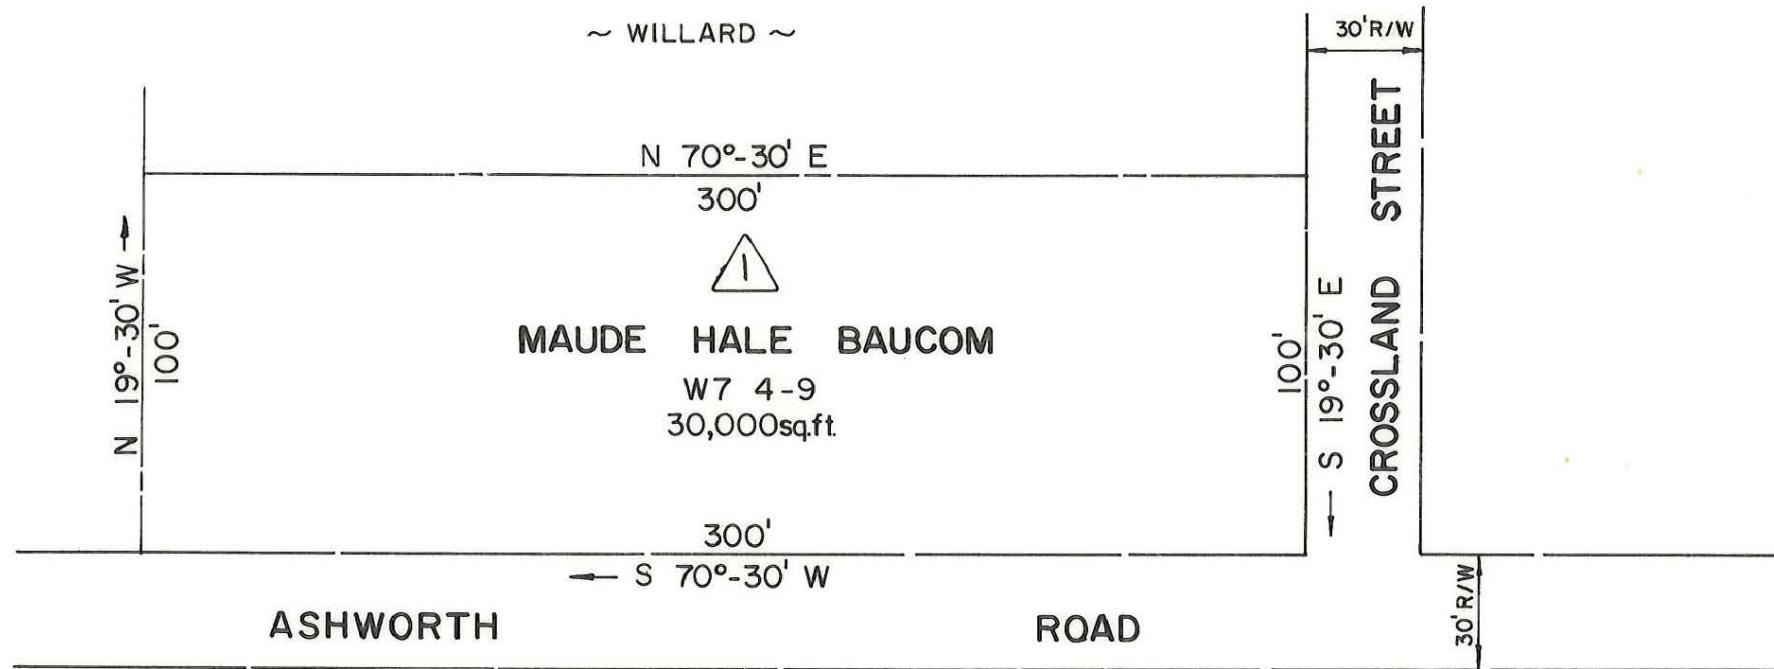 ~ WILLARD ~
30' R/W
N 70°-30' E
300'
1
MAUDE HALE BAUCOM
W7 4-9
30,000sq.ft.
N 19°-30' W
100'
100'
S 19°-30' E
CROSSLAND STREET
300'
S 70°-30' W
ASHWORTH ROAD
30' R/W